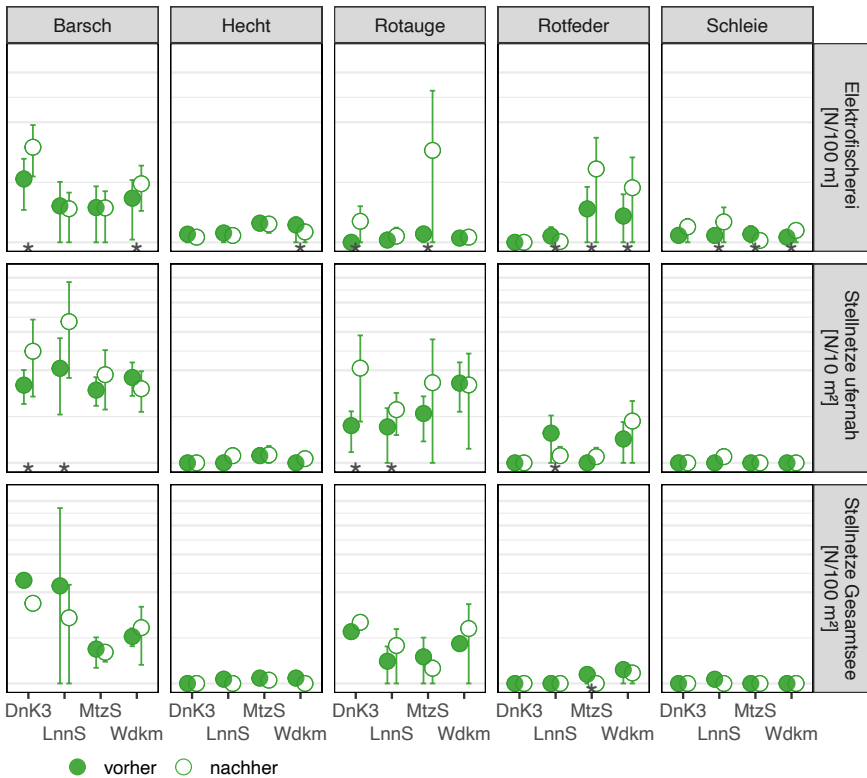 Barsch
Hecht
Rotauge
Rotfeder
Schleie
Elektrofischerei
[N/100 m]
*
*
*
*
*
*
*
*
*
*
*
Stellnetze ufernah
[N/10 m²]
*
*
*
*
*
Stellnetze Gesamtsee
[N/100 m²]
*
DnK3 MtzS DnK3 MtzS DnK3 MtzS DnK3 MtzS DnK3 MtzS
LnnS Wdkm LnnS Wdkm LnnS Wdkm LnnS Wdkm LnnS Wdkm
vorher nachher